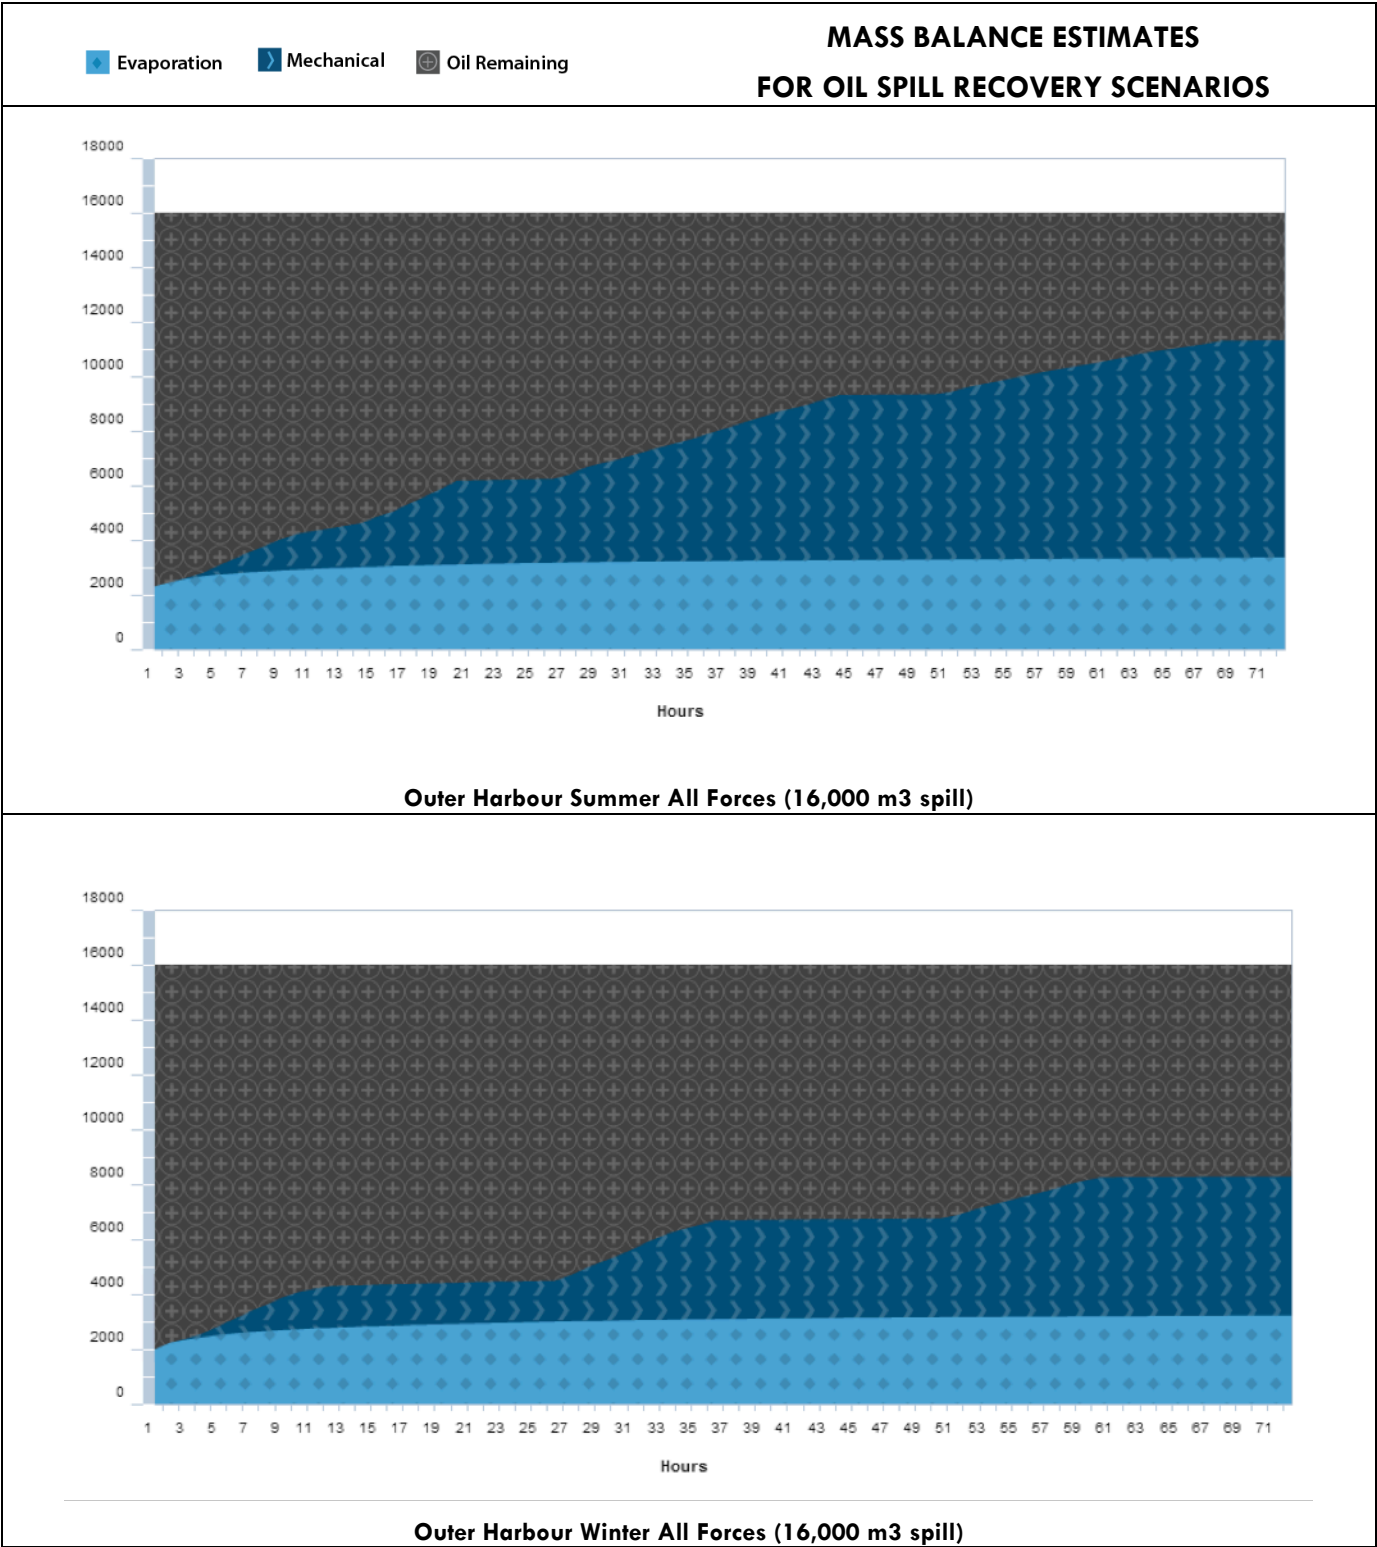 MASS BALANCE ESTIMATES
Evaporation Mechanical Oil Remaining
FOR OIL SPILL RECOVERY SCENARIOS
18000
16000
14000
12000
10000
8000
6000
4000
2000
0
1 3 5 7 9 11 13 15 17 19 21 23 25 27 29 31 33 35 37 39 41 43 45 47 49 51 53 55 57 59 61 63 65 67 69 71
Hours
Outer Harbour Summer All Forces (16,000 m3 spill)
18000
16000
14000
12000
10000
8000
6000
4000
2000
0
1 3 5 7 9 11 13 15 17 19 21 23 25 27 29 31 33 35 37 39 41 43 45 47 49 51 53 55 57 59 61 63 65 67 69 71
Hours
Outer Harbour Winter All Forces (16,000 m3 spill)